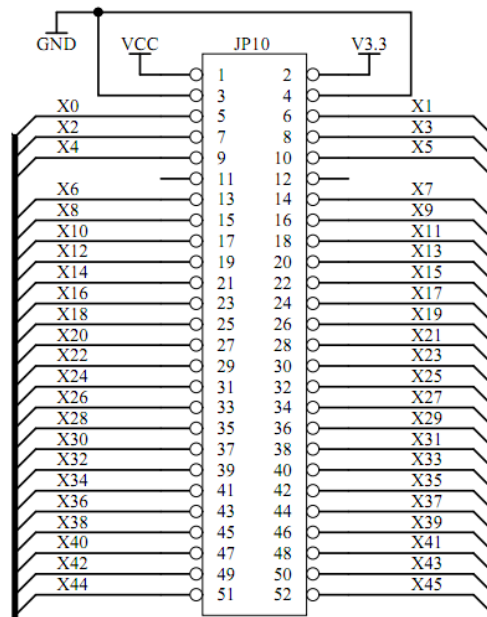 VCC JP10 V3.3
GND
1 2
3 4
X0 5 6 X1
X2 7 8 X3
X4 9 10 X5
11 12
X6 13 14 X7
X8 15 16 X9
X10 17 18 X11
X12 19 20 X13
X14 21 22 X15
X16 23 24 X17
X18 25 26 X19
X20 27 28 X21
X22 29 30 X23
X24 31 32 X25
X26 33 34 X27
X28 35 36 X29
X30 37 38 X31
X32 39 40 X33
X34 41 42 X35
X36 43 44 X37
X38 45 46 X39
X40 47 48 X41
X42 49 50 X43
X44 51 52 X45